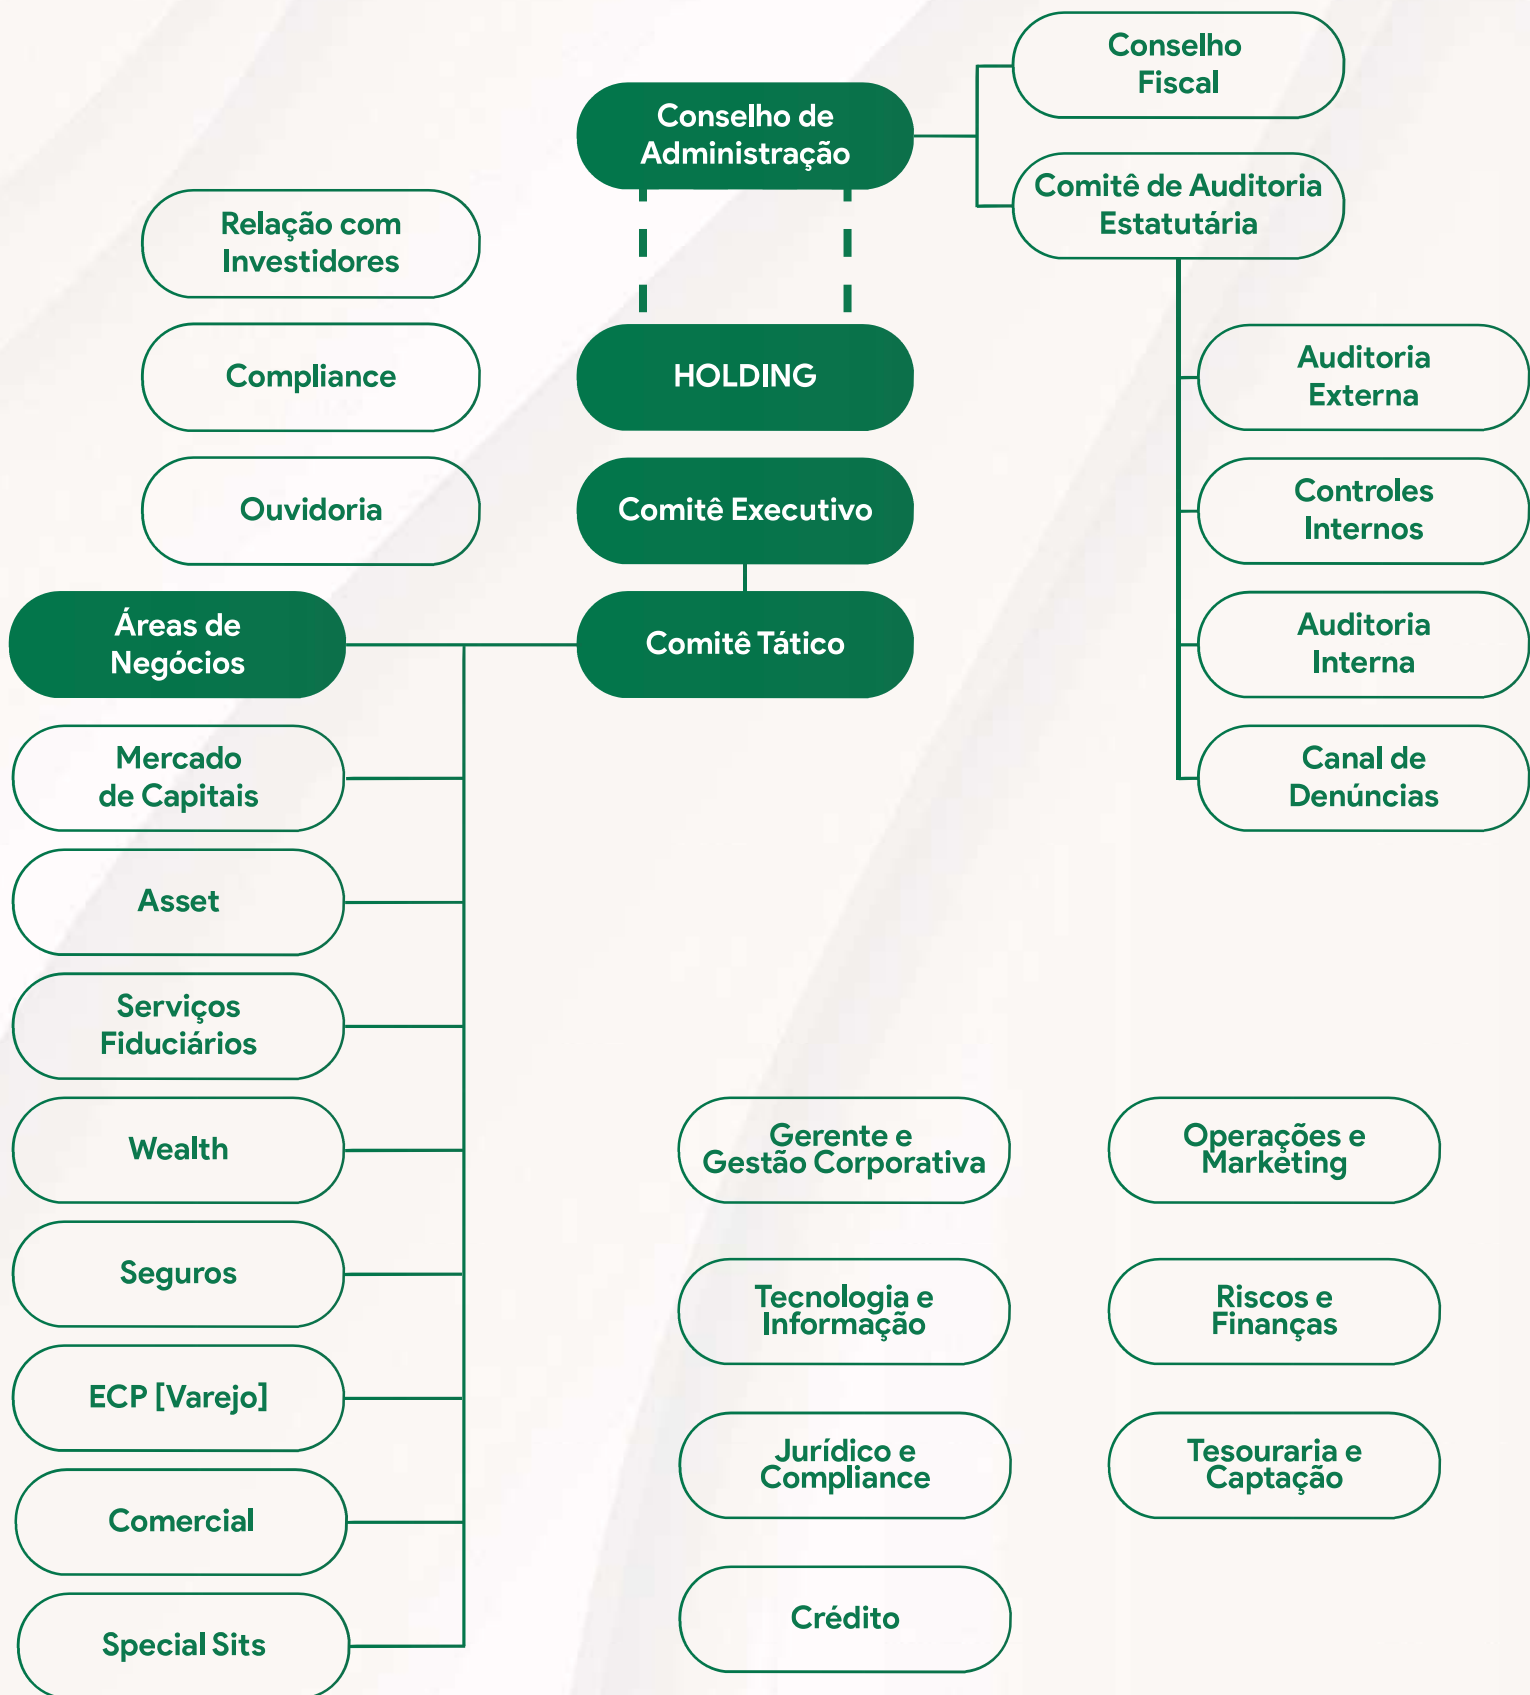 Conselho
Fiscal
Conselho de
Administração
Comitê de Auditoria
Estatutária
Relação com
Investidores
Compliance
HOLDING
Auditoria
Externa
Ouvidoria
Comitê Executivo
Controles
Internos
Áreas de
Negócios
Comitê Tático
Auditoria
Interna
Mercado
de Capitais
Canal de
Denúncias
Asset
Serviços
Fiduciários
Wealth
Gerente e
Gestão Corporativa
Operações e
Marketing
Seguros
Tecnologia e
Informação
Riscos e
Finanças
ECP [Varejo]
Jurídico e
Compliance
Tesouraria e
Captação
Comercial
Crédito
Special Sits